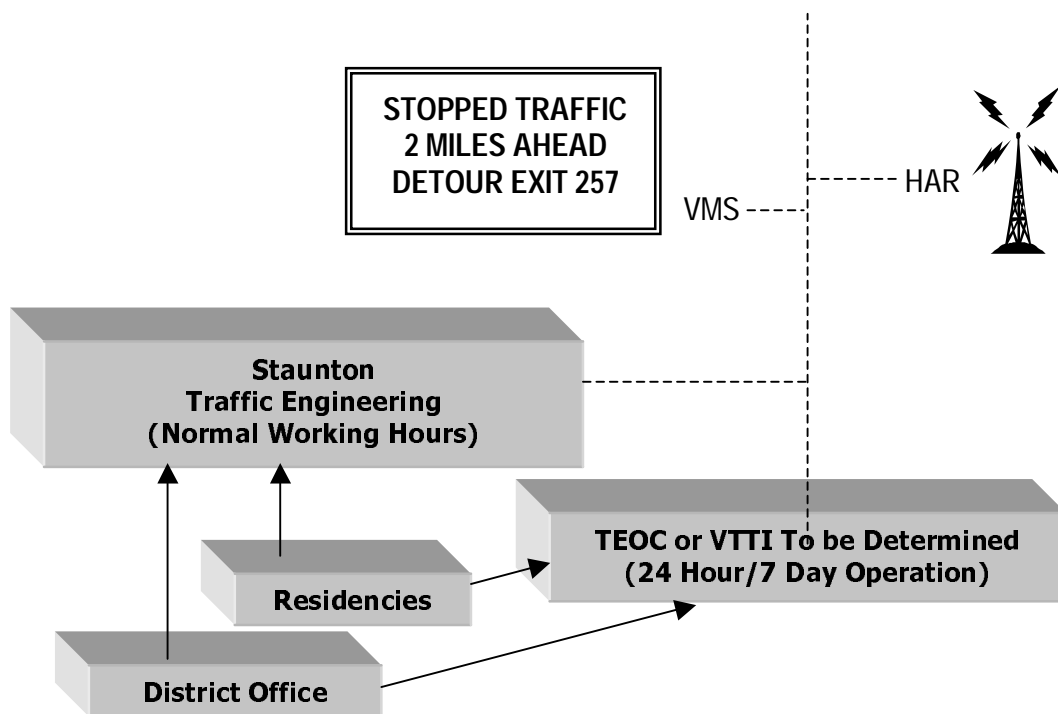 STOPPED TRAFFIC
2 MILES AHEAD
DETOUR EXIT 257
HAR
VMS
Staunton
Traffic Engineering
(Normal Working Hours)
TEOC or VTTI To be Determined
(24 Hour/7 Day Operation)
Residencies
District Office